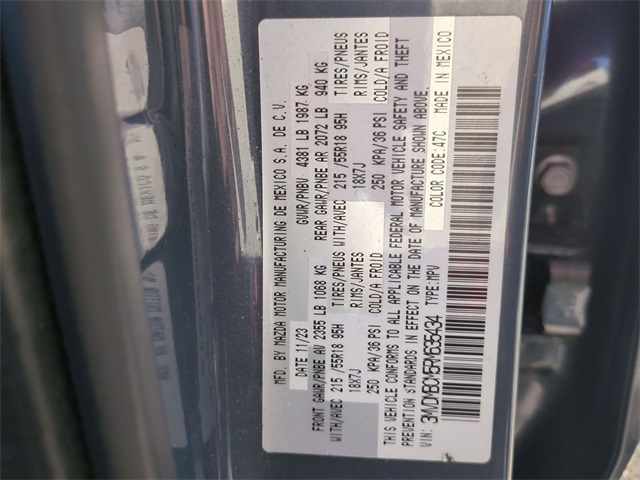 MFD. BY MAZDA MOTOR MANUFACTURING DE MEXICO S.A. DE C.V.
DATE 11/23 GVWR/PNBV 4381 LB 1987 KG
FRONT GAWR/PNBE AV 2355 LB 1068 KG REAR GAWR/PNBE AR 2072 LB 940 KG
WITH/AVEC 215 /55R18 95H TIRES/PNEUS WITH/AVEC 215 /55R18 95H TIRES/PNEUS
18X7J RIMS/JANTES 18X7J RIMS/JANTES
250 KPA/36 PSI COLD/A FROID 250 KPA/36 PSI COLD/A FROID
THIS VEHICLE CONFORMS TO ALL APPLICABLE FEDERAL MOTOR VEHICLE SAFETY AND THEFT
PREVENTION STANDARDS IN EFFECT ON THE DATE OF MANUFACTURE SHOWN ABOVE.
VIN: TYPE:MPV COLOR CODE:47C MADE IN MEXICO